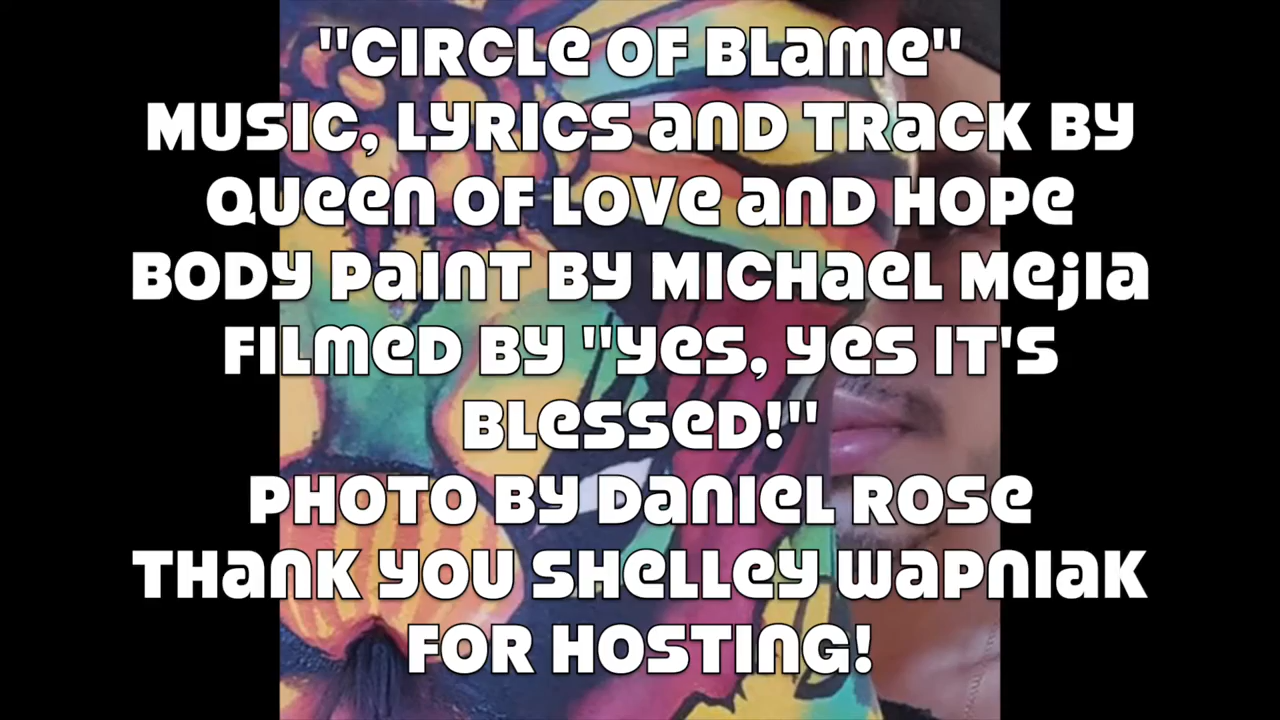 "CIRCLE OF BLAME"
MUSIC, LYRICS AND TRACK BY
QUEEN OF LOVE AND HOPE
BODY PAINT BY MICHAEL MEJIA
FILMED BY "YES, YES IT'S
BLESSED!"
PHOTO BY DANIEL ROSE
THANK YOU SHELLEY WAPNIAK
FOR HOSTING!